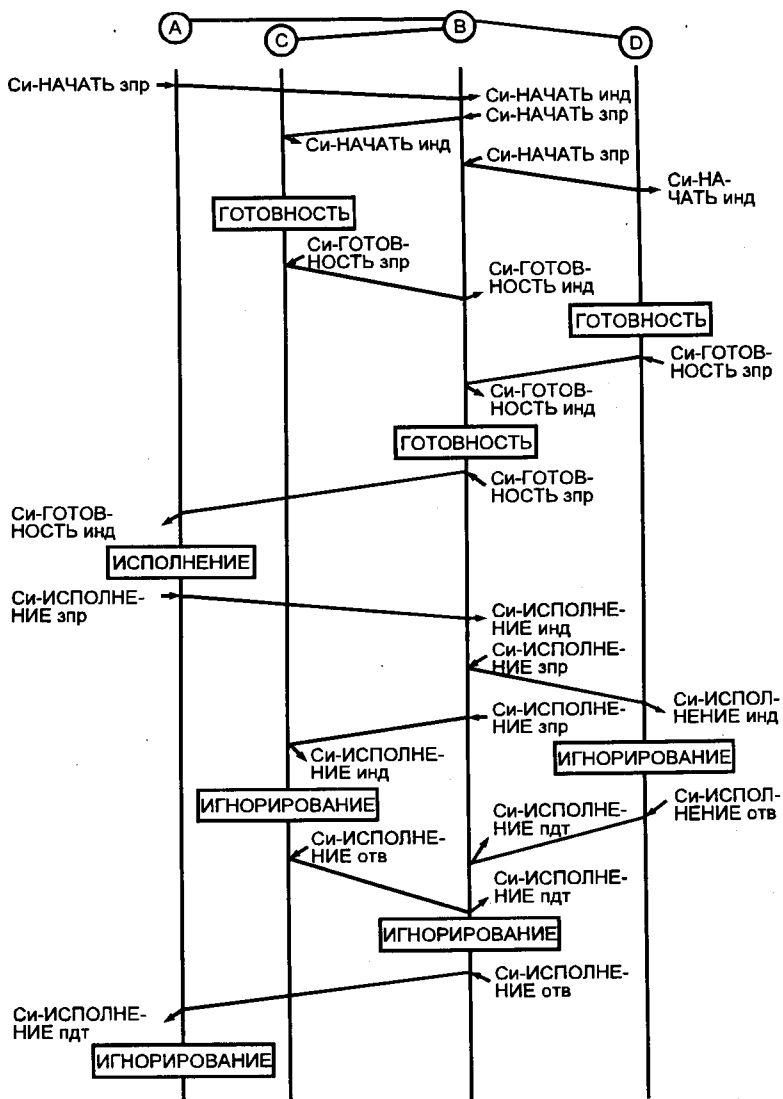 A
C
B
D
Си-НАЧАТЬ зпр
Си-НАЧАТЬ инд
Си-НАЧАТЬ зпр
Си-НАЧАТЬ инд
Си-НАЧАТЬ зпр
Си-НА-
ЧАТЬ инд
ГОТОВНОСТЬ
Си-ГОТОВ-
НОСТЬ зпр
Си-ГОТОВ-
НОСТЬ инд
ГОТОВНОСТЬ
Си-ГОТОВ-
НОСТЬ зпр
Си-ГОТОВ-
НОСТЬ инд
ГОТОВНОСТЬ
Си-ГОТОВ-
НОСТЬ зпр
Си-ГОТОВ-
НОСТЬ инд
ИСПОЛНЕНИЕ
Си-ИСПОЛНЕ-
НИЕ зпр
Си-ИСПОЛНЕ-
НИЕ инд
Си-ИСПОЛНЕ-
НИЕ зпр
Си-ИСПОЛ-
НЕНИЕ инд
Си-ИСПОЛНЕ-
НИЕ зпр
Си-ИСПОЛНЕ-
НИЕ инд
ИГНОРИРОВАНИЕ
ИГНОРИРОВАНИЕ
Си-ИСПОЛ-
НЕНИЕ отв
Си-ИСПОЛНЕ-
НИЕ пдт
Си-ИСПОЛНЕ-
НИЕ отв
Си-ИСПОЛНЕ-
НИЕ пдт
ИГНОРИРОВАНИЕ
Си-ИСПОЛНЕ-
НИЕ отв
Си-ИСПОЛНЕ-
НИЕ пдт
ИГНОРИРОВАНИЕ